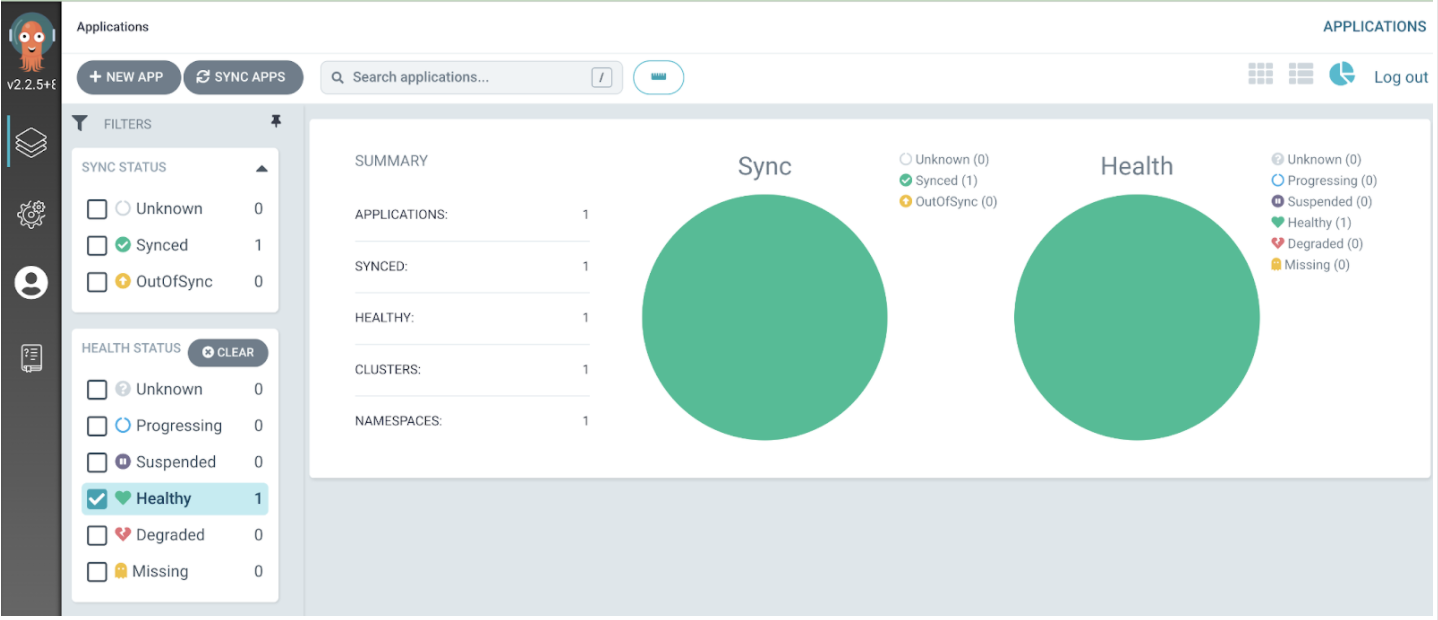 Applications
APPLICATIONS
v2.2.5+8
NEW APP
SYNC APPS
Search applications...
/
Log out
FILTERS
SYNC STATUS
Unknown 0
Synced 1
OutOfSync 0
HEALTH STATUS
CLEAR
Unknown 0
Progressing 0
Suspended 0
Healthy 1
Degraded 0
Missing 0
SUMMARY
APPLICATIONS: 1
SYNCED: 1
HEALTHY: 1
CLUSTERS: 1
NAMESPACES: 1
Sync
Unknown (0)
Synced (1)
OutOfSync (0)
Health
Unknown (0)
Progressing (0)
Suspended (0)
Healthy (1)
Degraded (0)
Missing (0)